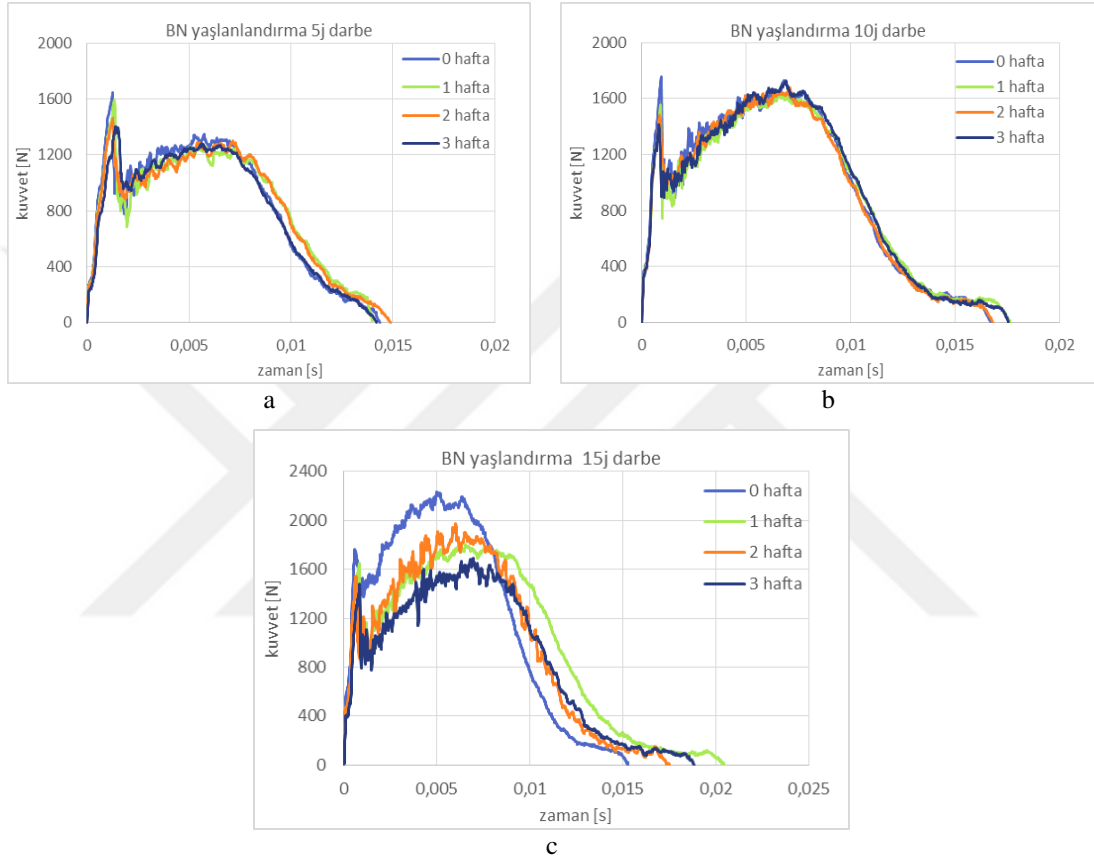 BN yaşlanlandırma 5j darbe
2000
1600
1200
800
400
0
kuvvet [N]
0 hafta
1 hafta
2 hafta
3 hafta
0
0,005
0,01
0,015
0,02
zaman [s]
a
BN yaşlandırma 10j darbe
2000
1600
1200
800
400
0
kuvvet [N]
0 hafta
1 hafta
2 hafta
3 hafta
0
0,005
0,01
0,015
0,02
zaman [s]
b
BN yaşlandırma 15j darbe
2400
2000
1600
1200
800
400
0
kuvvet [N]
0 hafta
1 hafta
2 hafta
3 hafta
0
0,005
0,01
0,015
0,02
0,025
zaman [s]
c